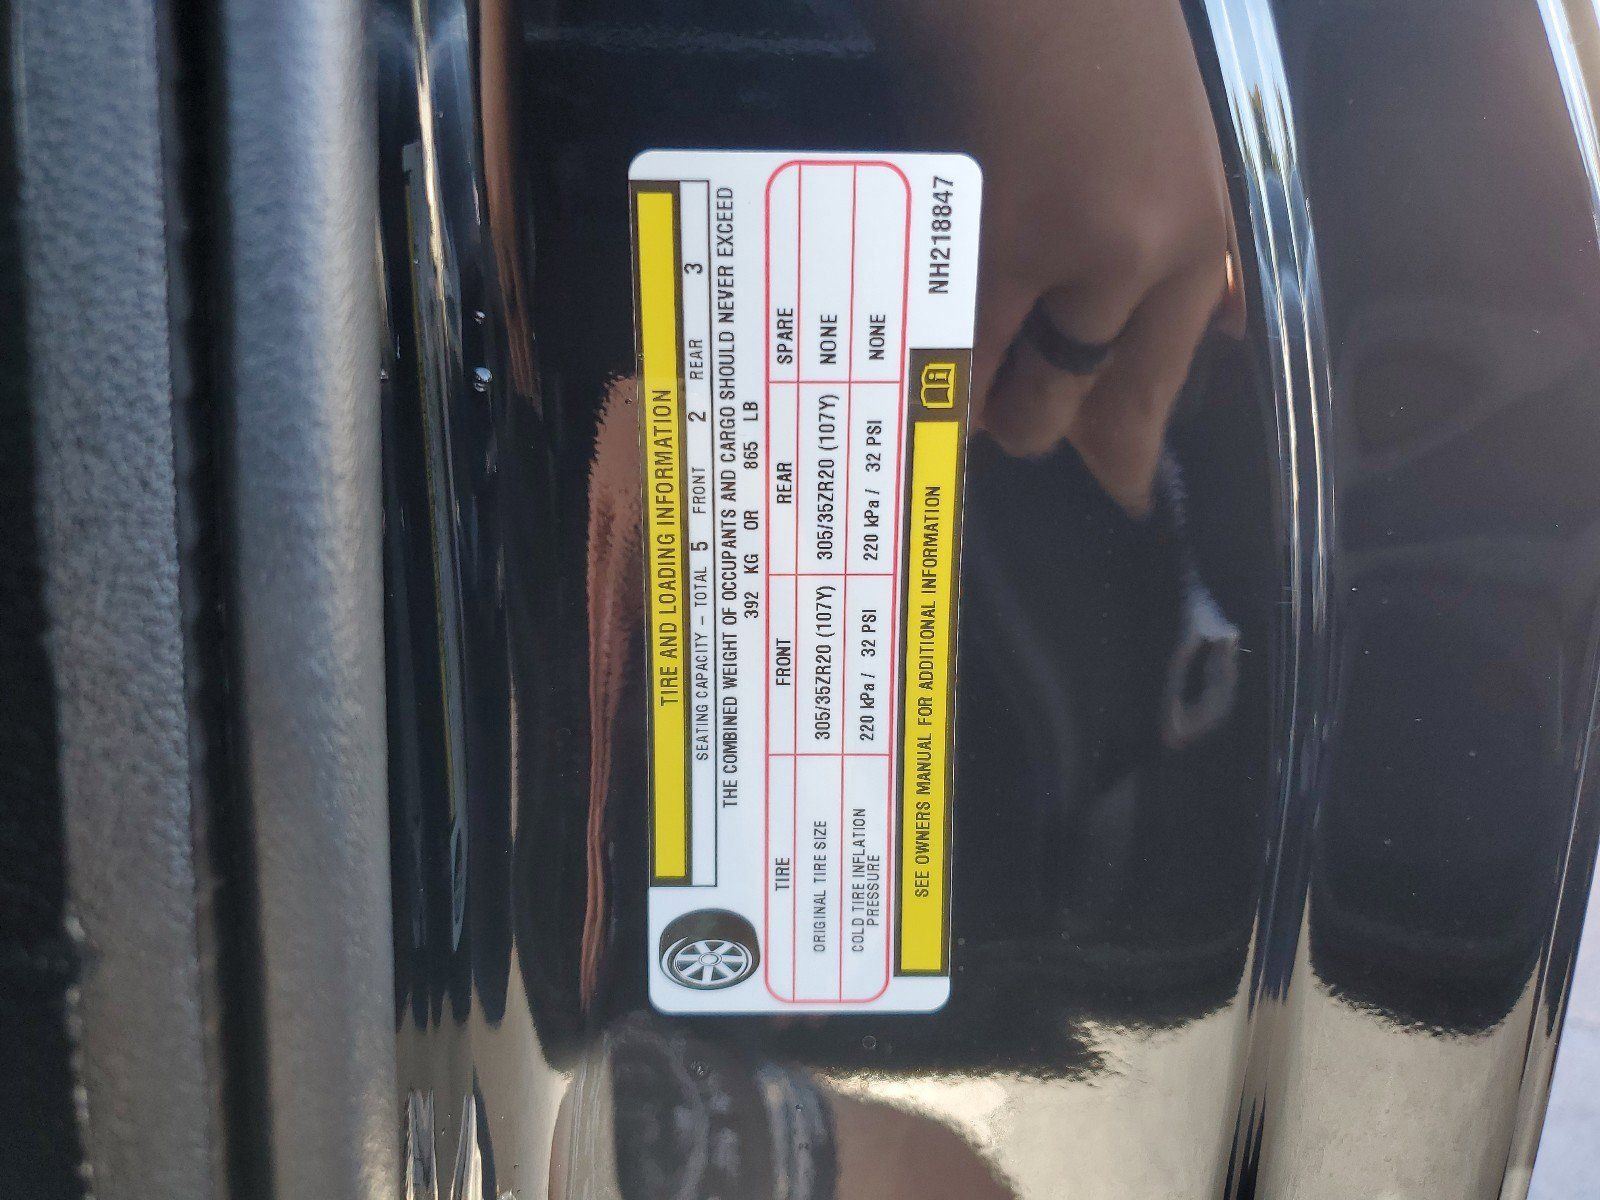 TIRE AND LOADING INFORMATION
SEATING CAPACITY – TOTAL 5 FRONT 2 REAR 3
THE COMBINED WEIGHT OF OCCUPANTS AND CARGO SHOULD NEVER EXCEED
392 KG OR 865 LB
TIRE FRONT REAR SPARE
ORIGINAL TIRE SIZE 305/35ZR20 (107Y) 305/35ZR20 (107Y) NONE
COLD TIRE INFLATION
PRESSURE 220 kPa / 32 PSI 220 kPa / 32 PSI NONE
SEE OWNERS MANUAL FOR ADDITIONAL INFORMATION
NH218847